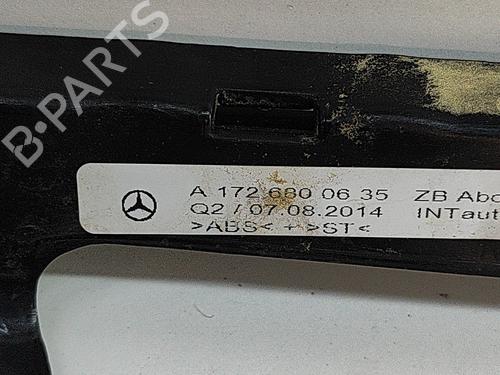 B-PARTS
A 172 680 06 35 ZB Abd
Q2 / 07.08.2014 INTaut
>ABS< + >ST<